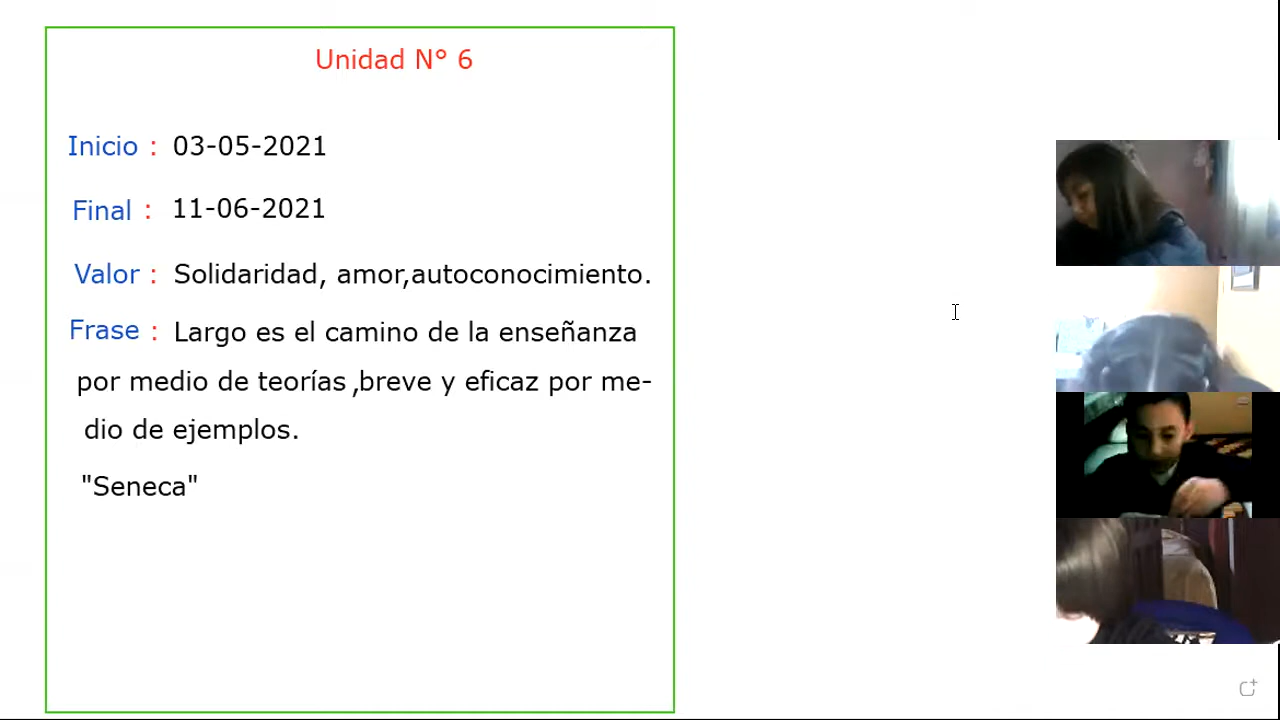 Unidad N° 6
Inicio : 03-05-2021
Final : 11-06-2021
Valor : Solidaridad, amor,autoconocimiento.
Frase : Largo es el camino de la enseñanza
por medio de teorías ,breve y eficaz por me-
dio de ejemplos.
"Seneca"